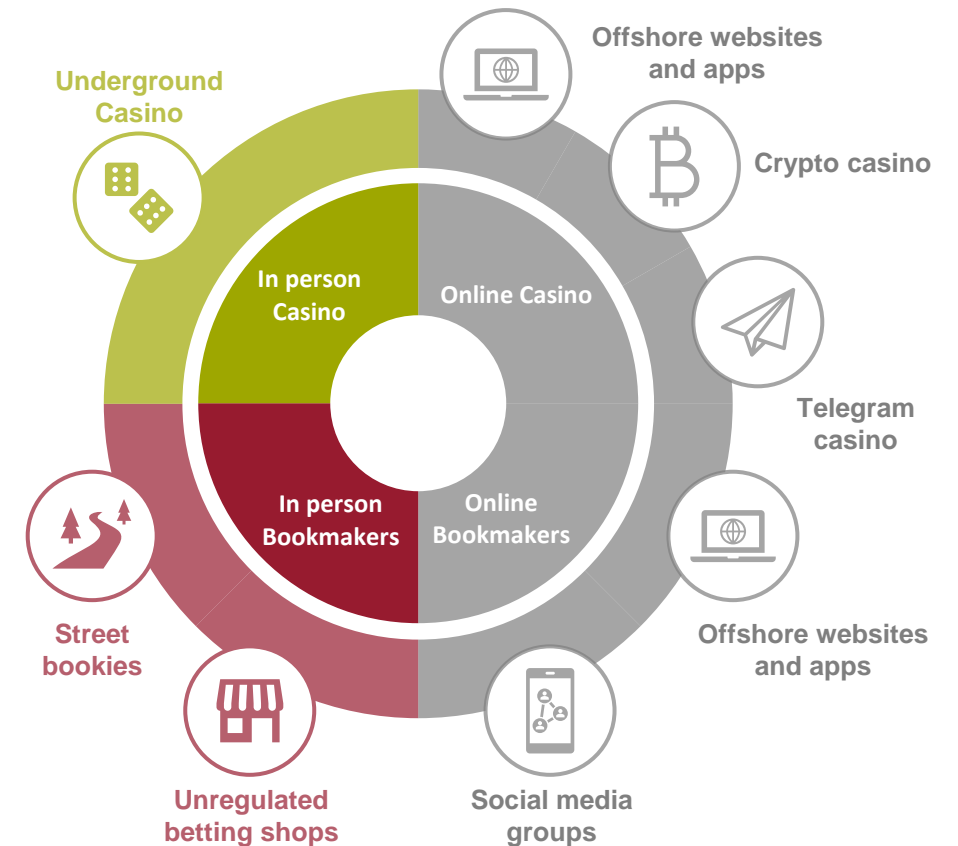 Offshore websites
and apps
Underground
Casino
Crypto casino
In person
Casino
Online Casino
Telegram
casino
In person
Bookmakers
Online
Bookmakers
Street
bookies
Offshore websites
and apps
Unregulated
betting shops
Social media
groups